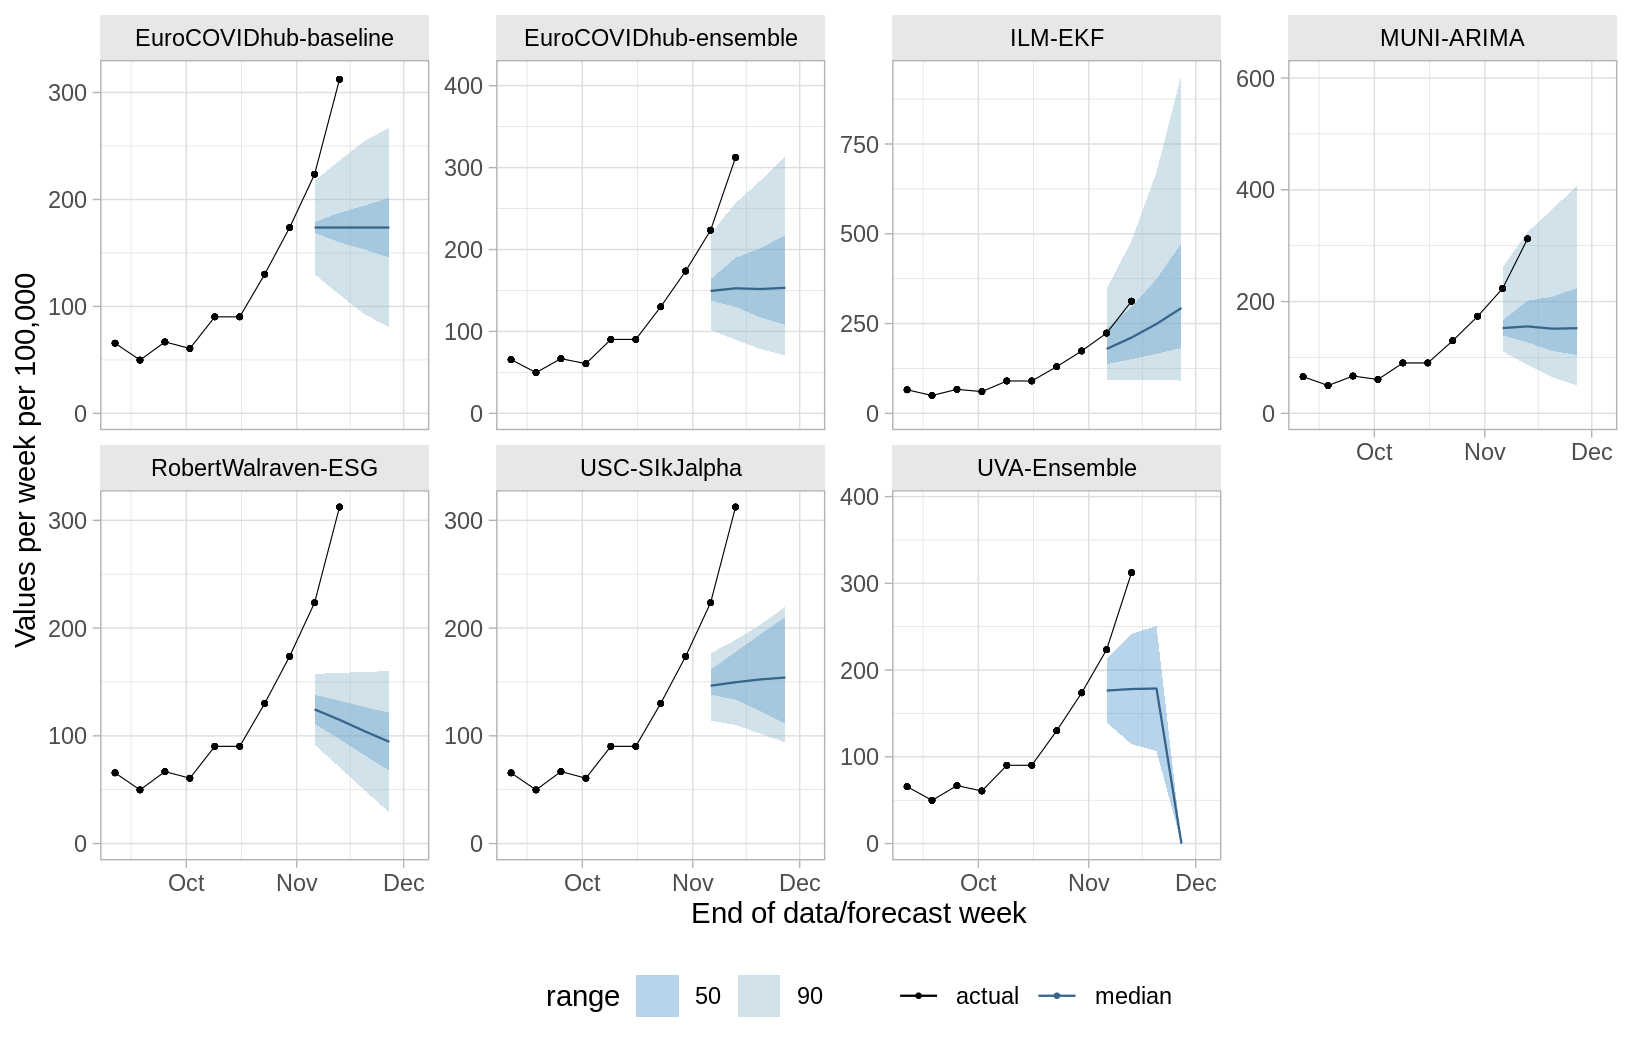 EuroCOVIDhub-baseline
EuroCOVIDhub-ensemble
ILM-EKF
MUNI-ARIMA
300
200
100
0
400
300
200
100
0
750
500
250
0
600
400
200
0
Oct Nov Dec
Values per week per 100,000
RobertWalraven-ESG
USC-SIkJalpha
UVA-Ensemble
300
200
100
0
300
200
100
0
400
300
200
100
0
Oct Nov Dec
Oct Nov Dec
Oct Nov Dec
End of data/forecast week
range 50 90 actual median